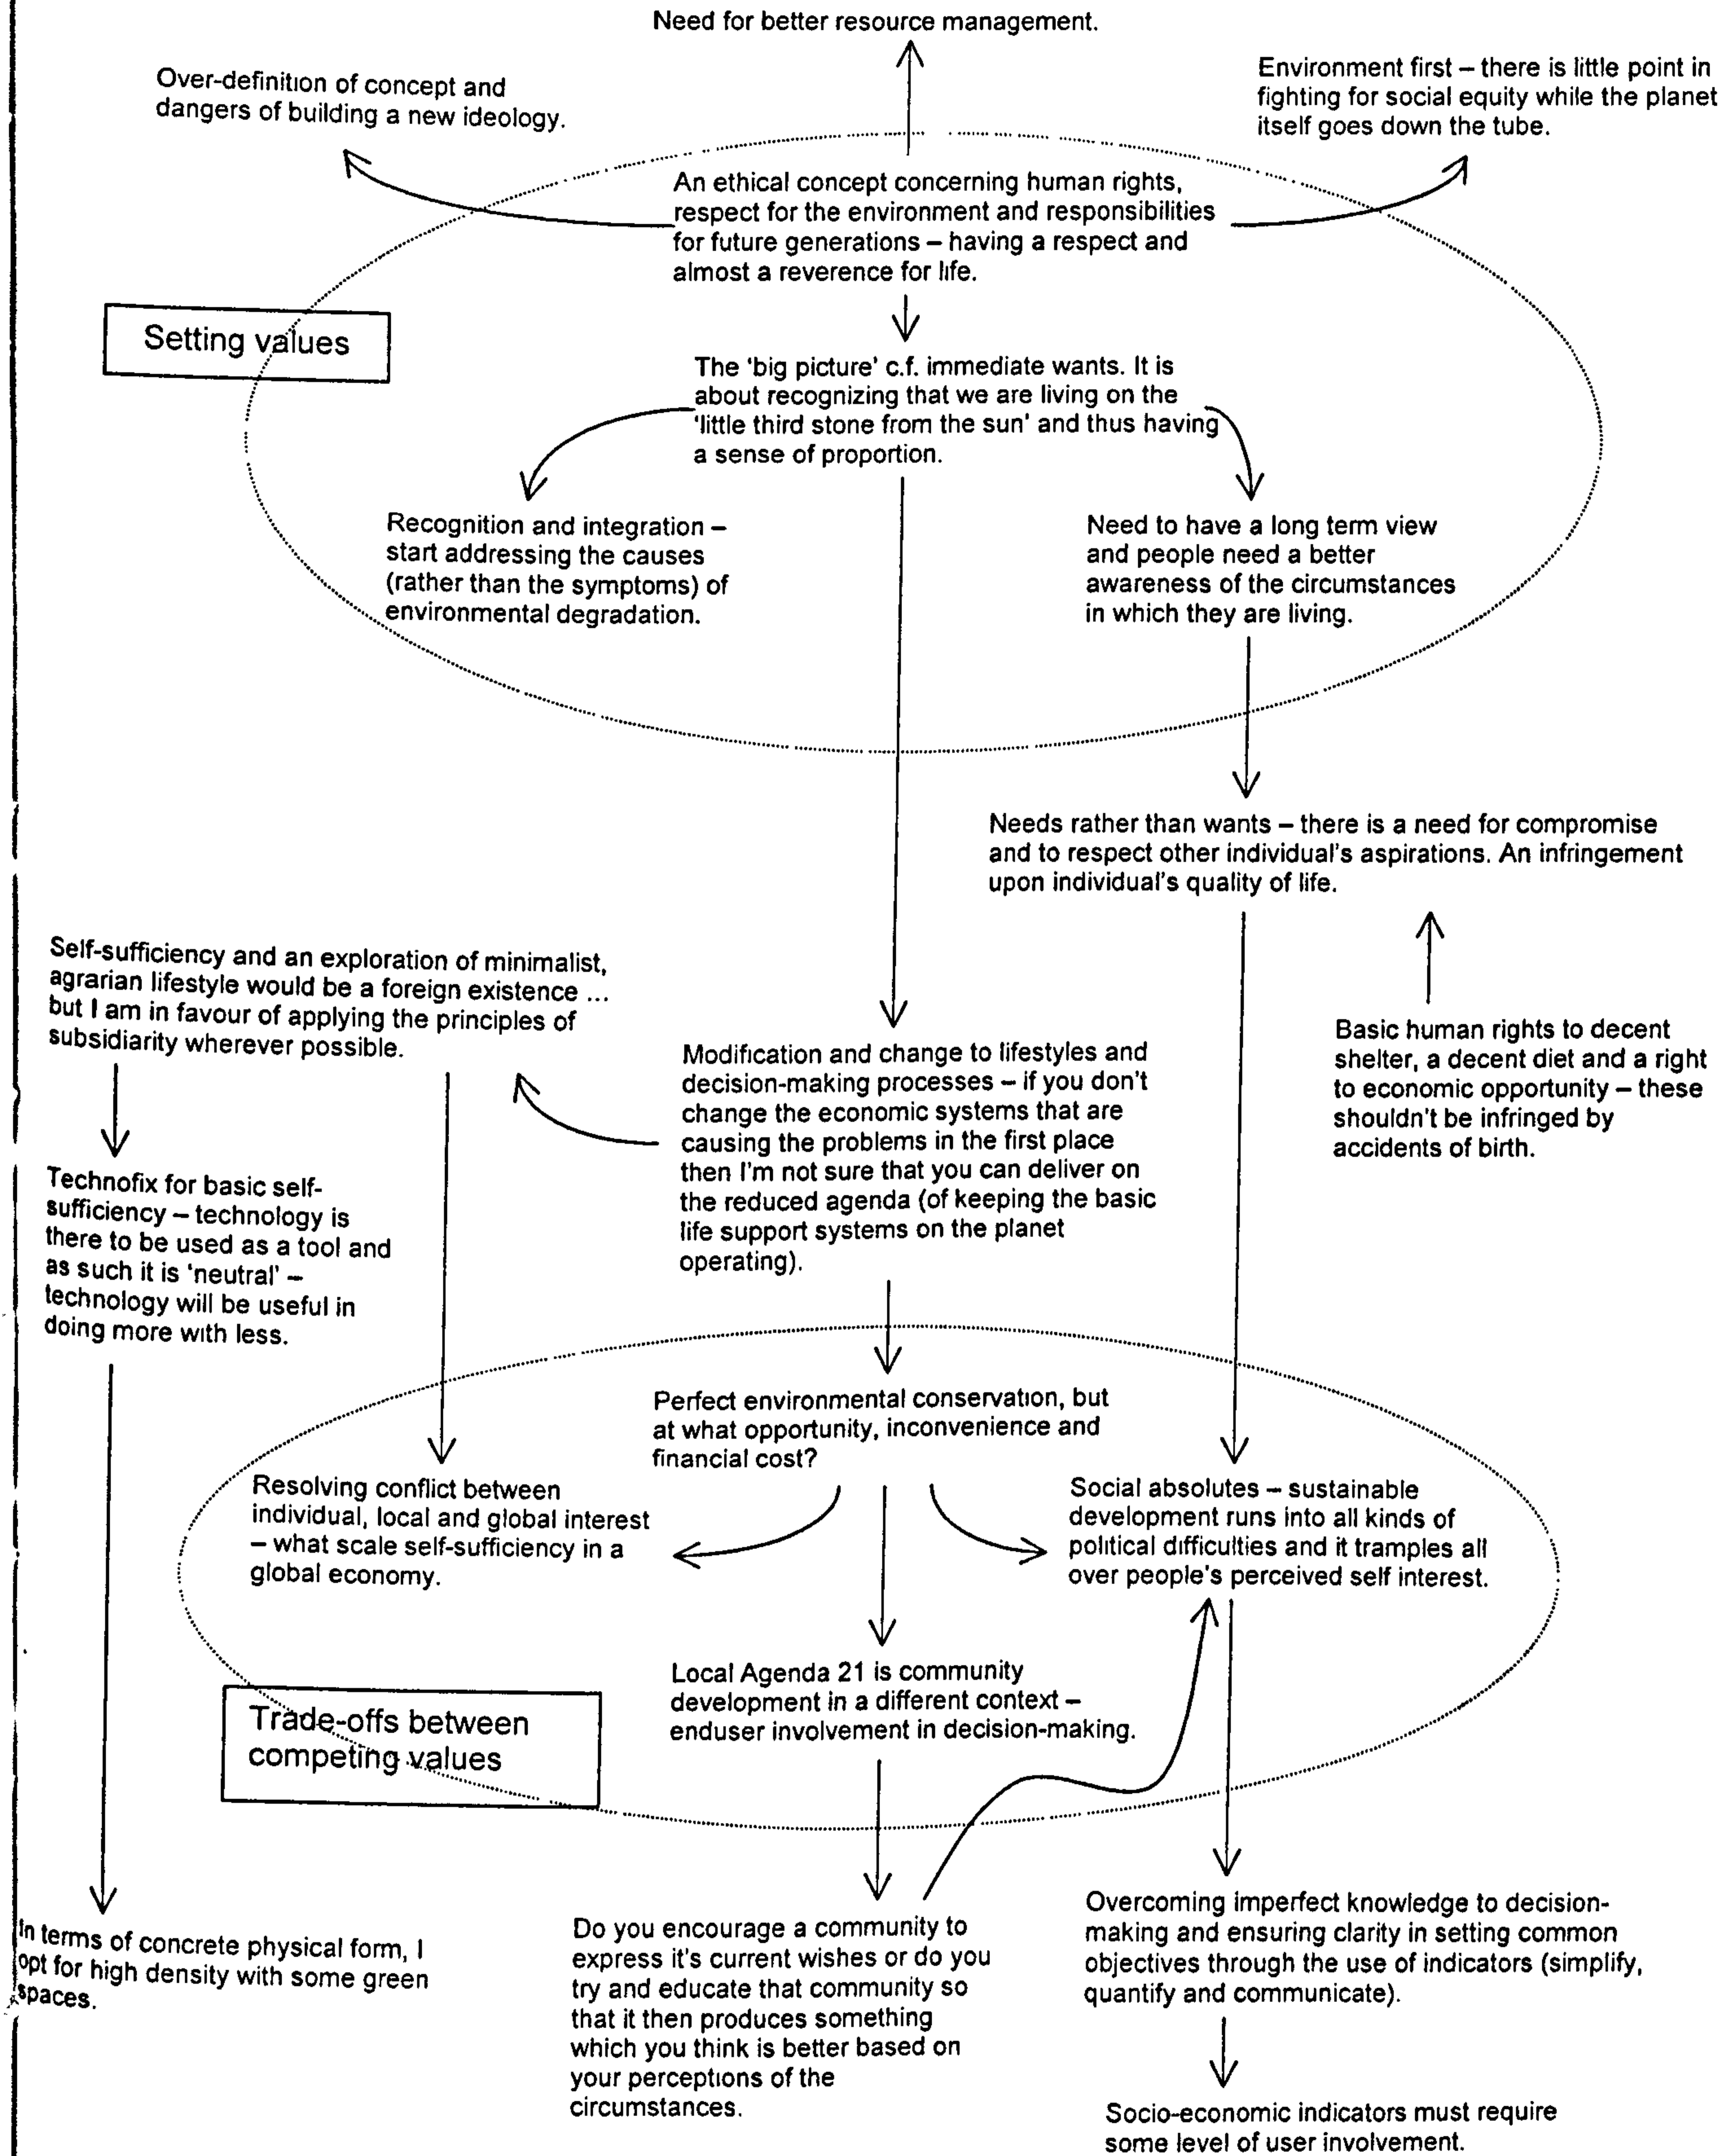 Need for better resource management.
Over-definition of concept and
dangers of building a new ideology.
Environment first – there is little point in
fighting for social equity while the planet
itself goes down the tube.
An ethical concept concerning human rights,
respect for the environment and responsibilities
for future generations – having a respect and
almost a reverence for life.
Setting values
The ‘big picture’ c.f. immediate wants. It is
about recognizing that we are living on the
‘little third stone from the sun’ and thus having
a sense of proportion.
Recognition and integration –
start addressing the causes
(rather than the symptoms) of
environmental degradation.
Need to have a long term view
and people need a better
awareness of the circumstances
in which they are living.
Needs rather than wants – there is a need for compromise
and to respect other individual's aspirations. An infringement
upon individual's quality of life.
Self-sufficiency and an exploration of minimalist,
agrarian lifestyle would be a foreign existence ...
but I am in favour of applying the principles of
subsidiarity wherever possible.
Basic human rights to decent
shelter, a decent diet and a right
to economic opportunity – these
shouldn't be infringed by
accidents of birth.
Modification and change to lifestyles and
decision-making processes – if you don't
change the economic systems that are
causing the problems in the first place
then I'm not sure that you can deliver on
the reduced agenda (of keeping the basic
life support systems on the planet
operating).
Technofix for basic self-
sufficiency – technology is
there to be used as a tool and
as such it is ‘neutral’ –
technology will be useful in
doing more with less.
Perfect environmental conservation, but
at what opportunity, inconvenience and
financial cost?
Resolving conflict between
individual, local and global interest
– what scale self-sufficiency in a
global economy.
Social absolutes – sustainable
development runs into all kinds of
political difficulties and it tramples all
over people's perceived self interest.
Local Agenda 21 is community
development in a different context –
enduser involvement in decision-making.
Trade-offs between
competing values
In terms of concrete physical form, I
opt for high density with some green
spaces.
Do you encourage a community to
express it's current wishes or do you
try and educate that community so
that it then produces something
which you think is better based on
your perceptions of the
circumstances.
Overcoming imperfect knowledge to decision-
making and ensuring clarity in setting common
objectives through the use of indicators (simplify,
quantify and communicate).
Socio-economic indicators must require
some level of user involvement.